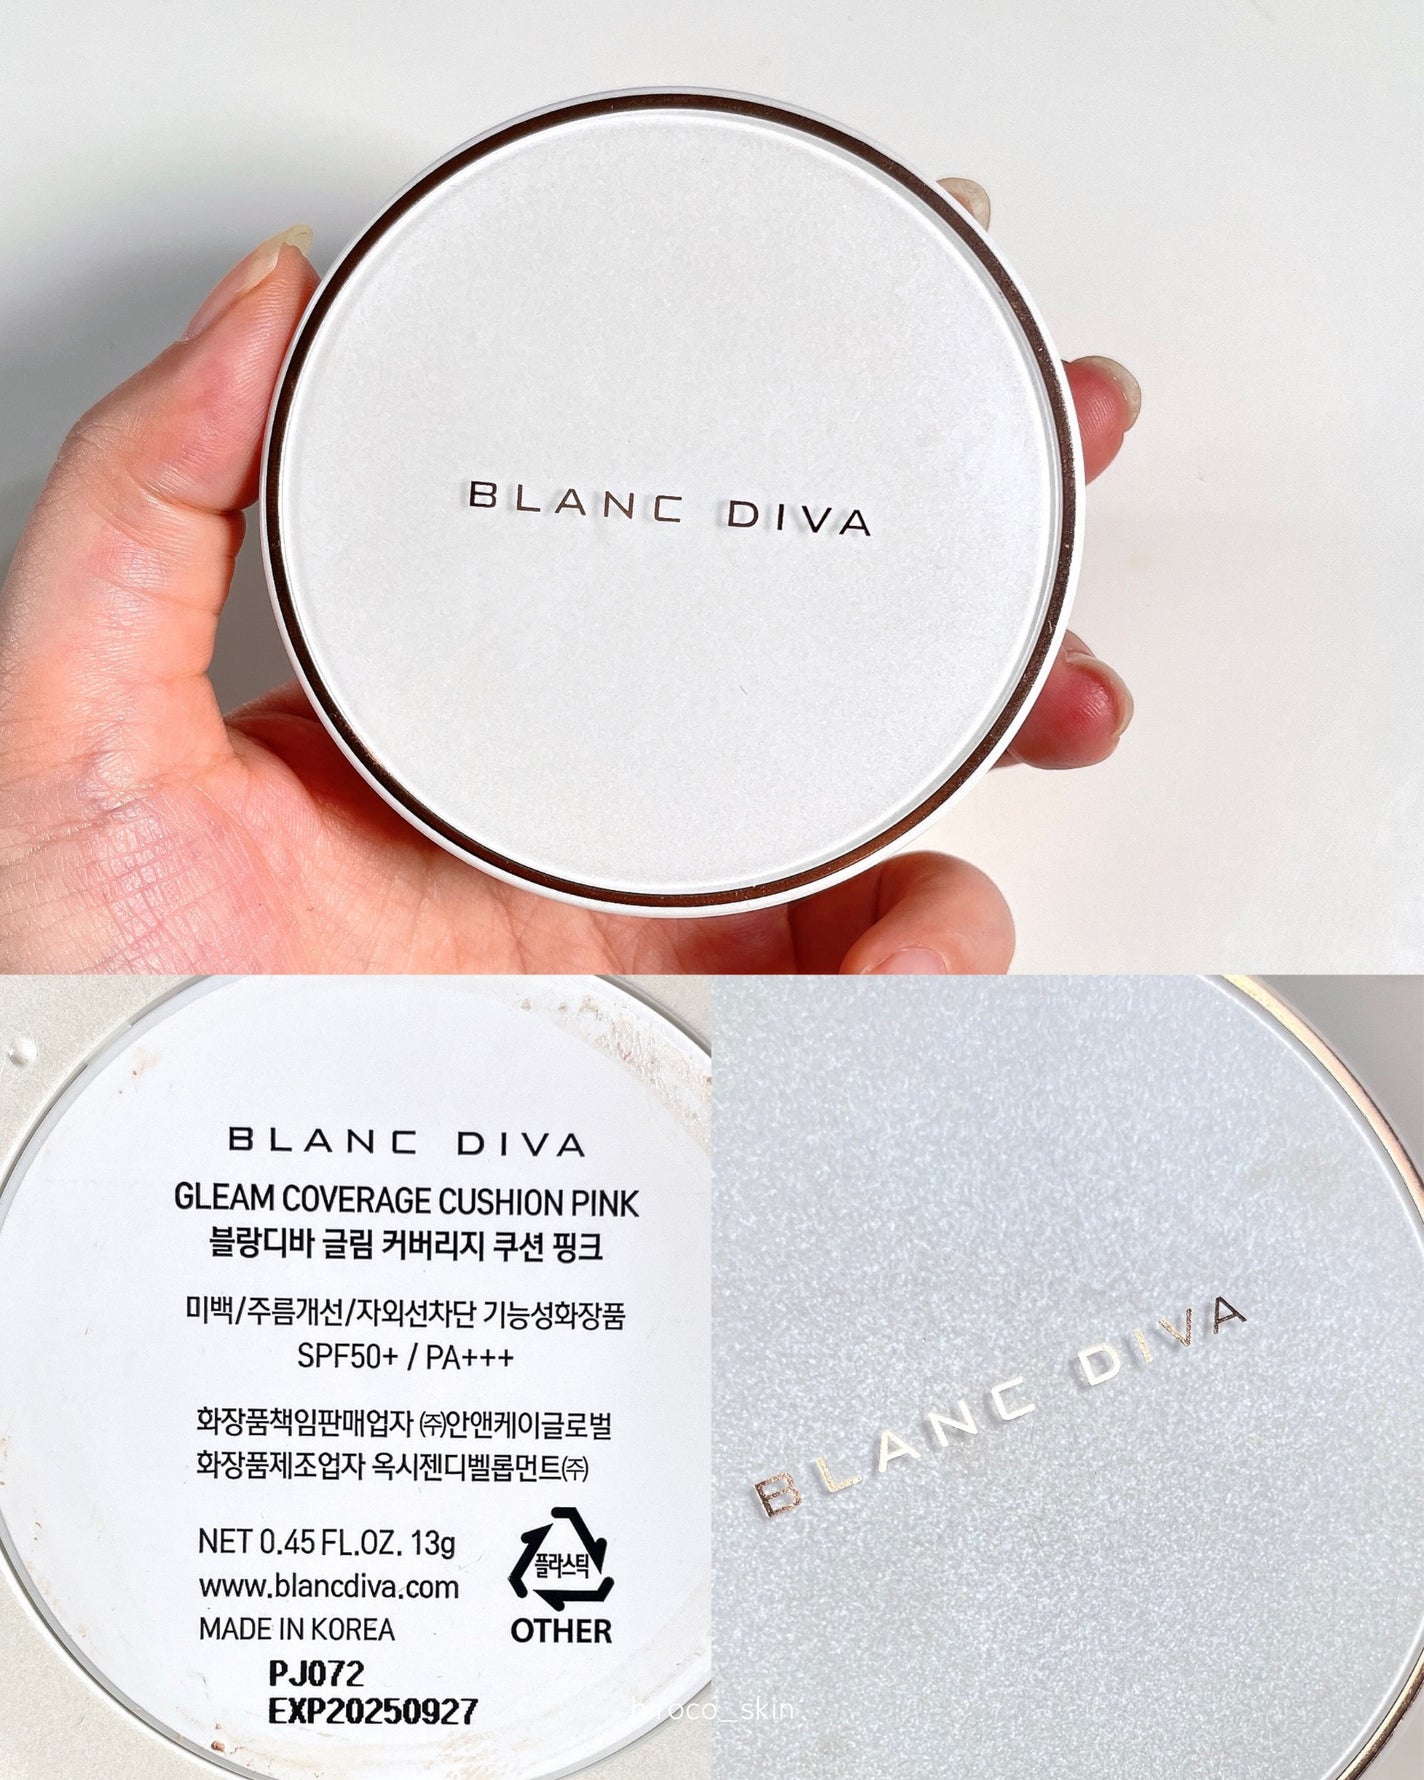 BLANC DIVA
BLANC DIVA
GLEAM COVERAGE CUSHION PINK
블랑디바 글림 커버리지 쿠션 핑크
미백/주름개선/자외선차단 기능성화장품
SPF50+ / PA+++
화장품책임판매업자 ㈜안앤케이글로벌
화장품제조업자 옥시젠디벨롭먼트㈜
NET 0.45 FL.OZ. 13g
www.blancdiva.com
MADE IN KOREA
플라스틱
OTHER
PJ072
EXP20250927
BLANC DIVA
hiroco_skin